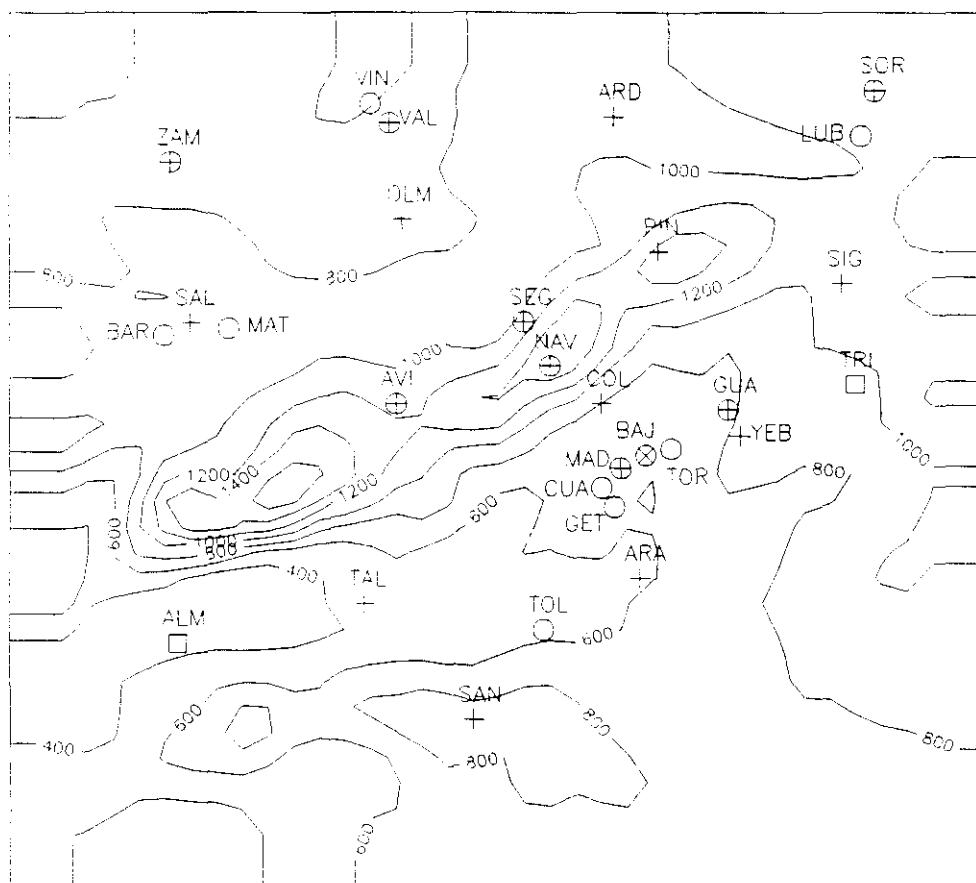 VIN
SOR
ARD
VAL
LUB
ZAM
1000
OLM
PIN
SIG
800
1200
SAL
SEG
BAR
MAT
1000
NAV
TRI
AVI
COL
GUA
YEB
BAJ
1000
1200
1400
MAD
TOR
800
1200
CUA
600
GET
600
1000
400
TAL
ARA
ALM
TOL
600
SAN
600
800
400
800
800
600